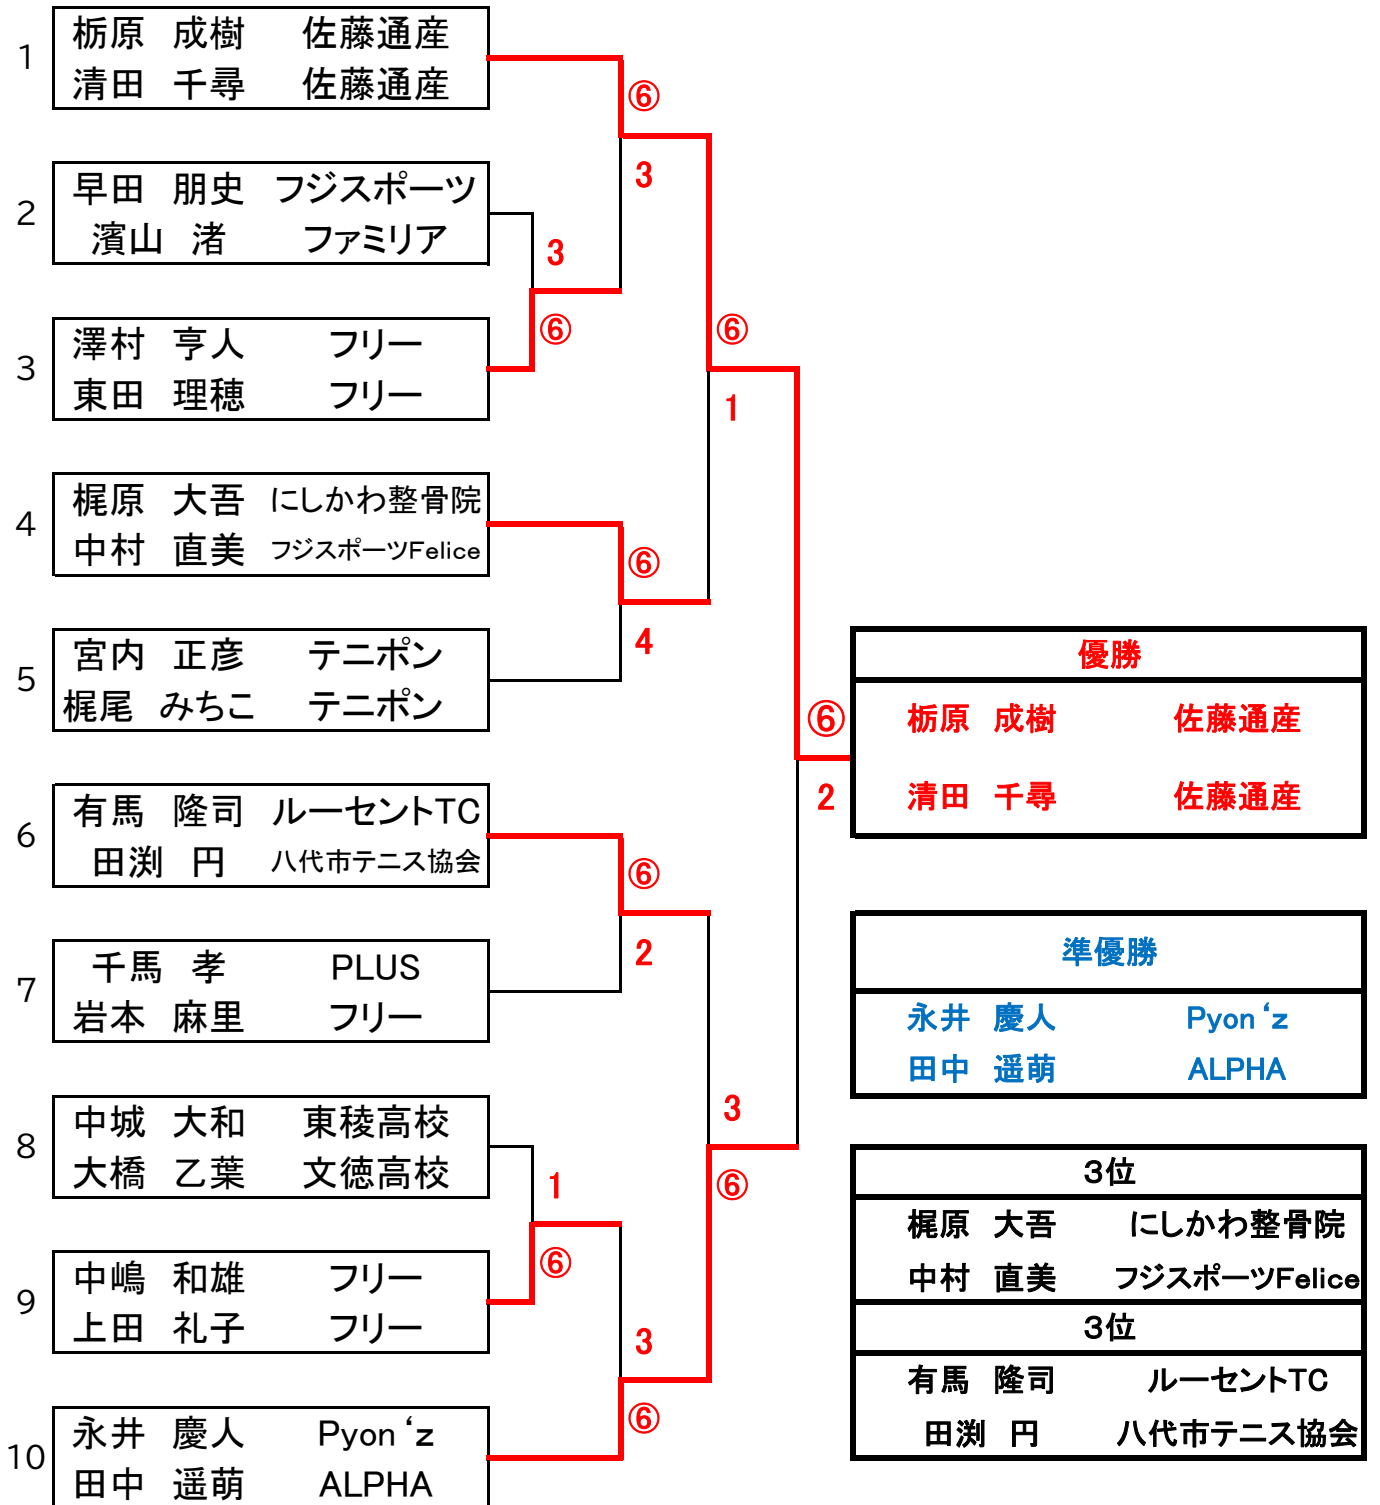 1
栃原 成樹 佐藤通産
清田 千尋 佐藤通産
⑥
3
2
早田 朋史 フジスポーツ
濱山 渚 ファミリア
3
⑥
3
澤村 亨人 フリー
東田 理穂 フリー
⑥
1
4
梶原 大吾 にしかわ整骨院
中村 直美 フジスポーツFelice
⑥
4
5
宮内 正彦 テニポン
梶尾 みちこ テニポン
⑥
2
6
有馬 隆司 ルーセントTC
田渕 円 八代市テニス協会
⑥
2
7
千馬 孝 PLUS
岩本 麻里 フリー
3
⑥
8
中城 大和 東稜高校
大橋 乙葉 文徳高校
1
⑥
9
中嶋 和雄 フリー
上田 礼子 フリー
3
⑥
10
永井 慶人 Pyon‘z
田中 遥萌 ALPHA
優勝
栃原 成樹 佐藤通産
清田 千尋 佐藤通産
準優勝
永井 慶人 Pyon‘z
田中 遥萌 ALPHA
3位
梶原 大吾 にしかわ整骨院
中村 直美 フジスポーツFelice
3位
有馬 隆司 ルーセントTC
田渕 円 八代市テニス協会